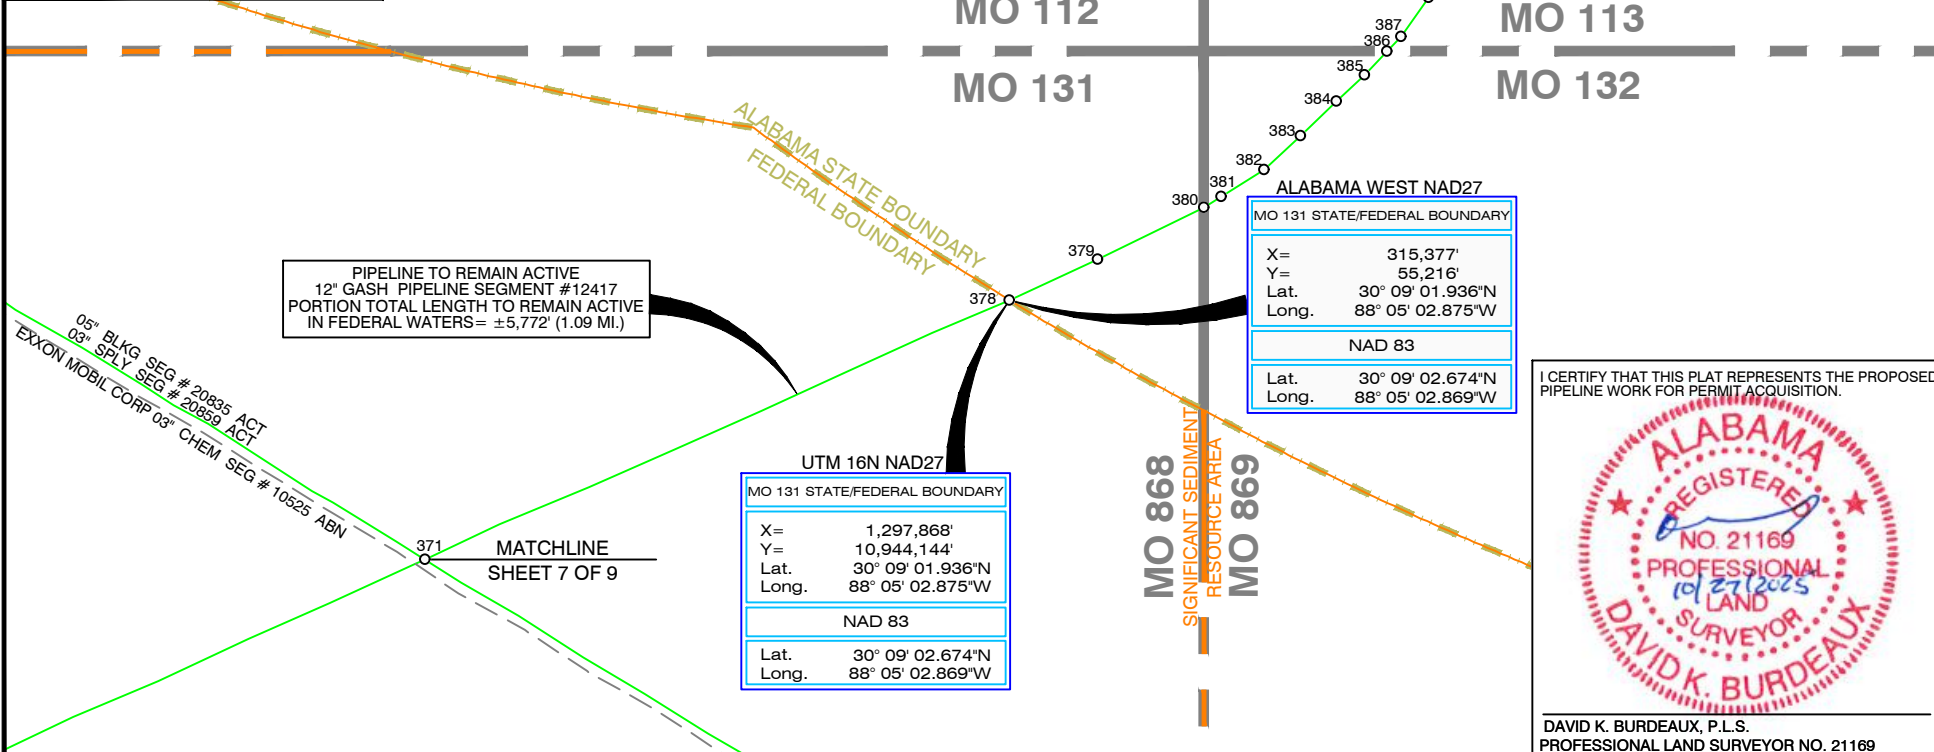 MO 112
MO 113
MO 131
MO 132
387
386
385
384
383
382
381
380
379
378
371
ALABAMA STATE BOUNDARY
FEDERAL BOUNDARY
ALABAMA WEST NAD27
MO 131 STATE/FEDERAL BOUNDARY
X= 315,377'
Y= 55,216'
Lat. 30° 09' 01.936"N
Long. 88° 05' 02.875"W
NAD 83
Lat. 30° 09' 02.674"N
Long. 88° 05' 02.869"W
PIPELINE TO REMAIN ACTIVE
12" GASH PIPELINE SEGMENT #12417
PORTION TOTAL LENGTH TO REMAIN ACTIVE
IN FEDERAL WATERS= ±5,772' (1.09 MI.)
05" BLKG SEG # 20835 ACT
03" SPLY SEG # 20859 ACT
EXXON MOBIL CORP 03" CHEM SEG # 10525 ABN
MATCHLINE
SHEET 7 OF 9
UTM 16N NAD27
MO 131 STATE/FEDERAL BOUNDARY
X= 1,297,868'
Y= 10,944,144'
Lat. 30° 09' 01.936"N
Long. 88° 05' 02.875"W
NAD 83
Lat. 30° 09' 02.674"N
Long. 88° 05' 02.869"W
MO 868
SIGNIFICANT SEDIMENT
RESOURCE AREA
MO 869
I CERTIFY THAT THIS PLAT REPRESENTS THE PROPOSED
PIPELINE WORK FOR PERMIT ACQUISITION.
ALABAMA
REGISTERED
NO. 21169
PROFESSIONAL
10/27/2025
LAND
SURVEYOR
DAVID K. BURDEAUX
DAVID K. BURDEAUX, P.L.S.
PROFESSIONAL LAND SURVEYOR NO. 21169